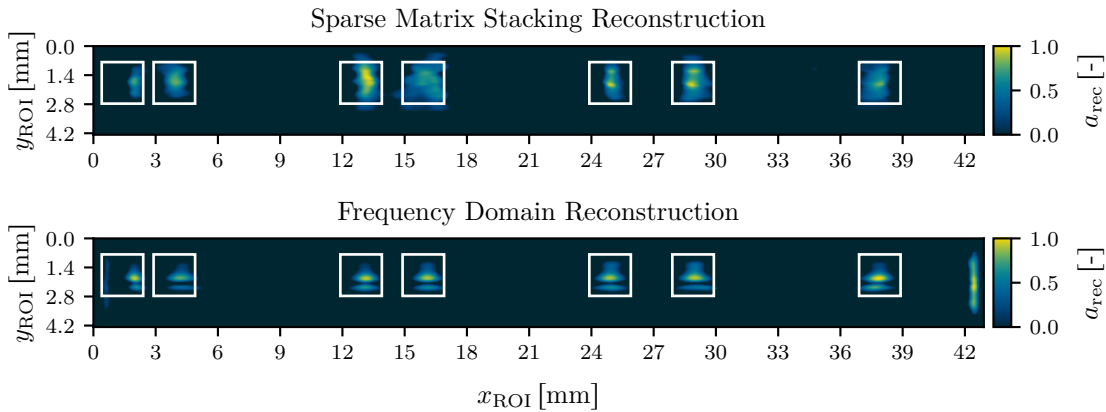 Sparse Matrix Stacking Reconstruction
y_ROI [mm]
0.0
1.4
2.8
4.2
0 3 6 9 12 15 18 21 24 27 30 33 36 39 42
1.0
0.5
0.0
a_rec [-]
Frequency Domain Reconstruction
y_ROI [mm]
0.0
1.4
2.8
4.2
0 3 6 9 12 15 18 21 24 27 30 33 36 39 42
1.0
0.5
0.0
a_rec [-]
x_ROI [mm]